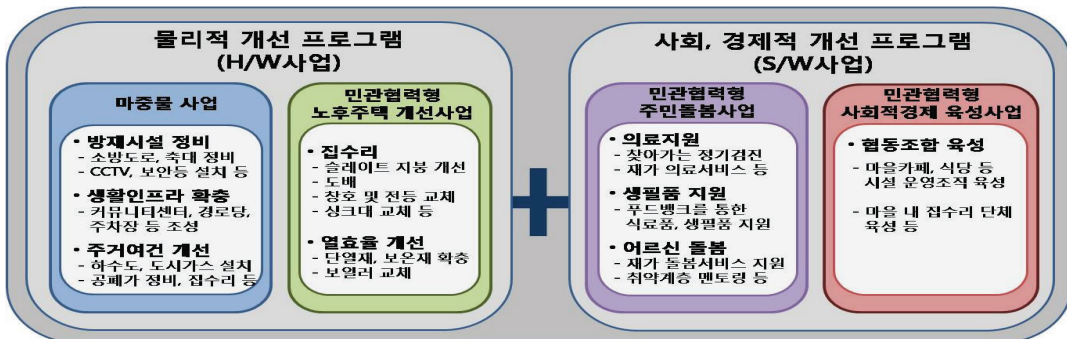 물리적 개선 프로그램
(H/W사업)
마중물 사업
• 방재시설 정비
- 소방도로, 축대 정비
- CCTV, 보안등 설치 등
• 생활인프라 확충
- 커뮤니티센터, 경로당,
주차장 등 조성
• 주거여건 개선
- 하수도, 도시가스 설치
- 공폐가 정비, 집수리 등
민관협력형
노후주택 개선사업
• 집수리
- 슬레이트 지붕 개선
- 도배
- 창호 및 전등 교체
- 싱크대 교체 등
• 열효율 개선
- 단열재, 보온재 확충
- 보일러 교체
+
사회, 경제적 개선 프로그램
(S/W사업)
민관협력형
주민돌봄사업
• 의료지원
- 찾아가는 정기검진
- 재가 의료서비스 등
• 생필품 지원
- 푸드뱅크를 통한
식료품, 생필품 지원
• 어르신 돌봄
- 재가 돌봄서비스 지원
- 취약계층 멘토링 등
민관협력형
사회적경제 육성사업
• 협동조합 육성
- 마을카페, 식당 등
시설 운영조직 육성
- 마을 내 집수리 단체
육성 등